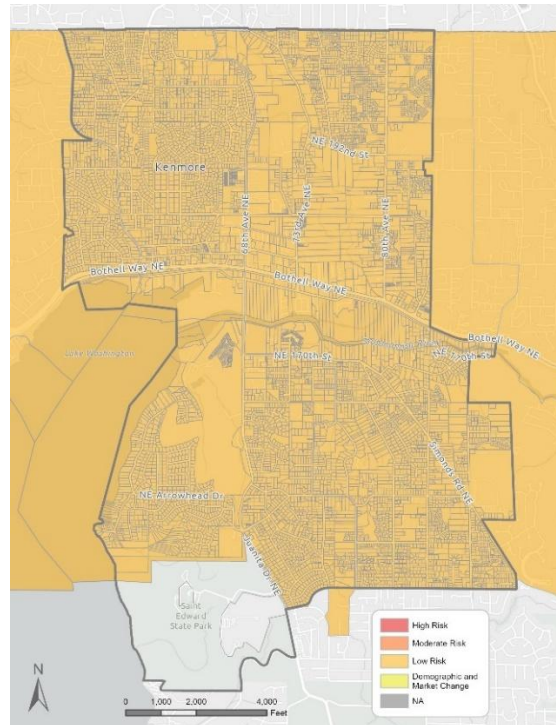 NE 192nd St
Kenmore
68th Ave NE
73rd Ave NE
80th Ave NE
Bothell Way NE
Bothell Way NE
Bothell Way NE
Lake Washington
NE 170th St
NE 170th St
Simonds Rd NE
NE Arrowhead Dr
Juanita Dr NE
Saint
Edward
State Park
N
0 1,000 2,000 4,000
Feet
High Risk
Moderate Risk
Low Risk
Demographic and
Market Change
NA